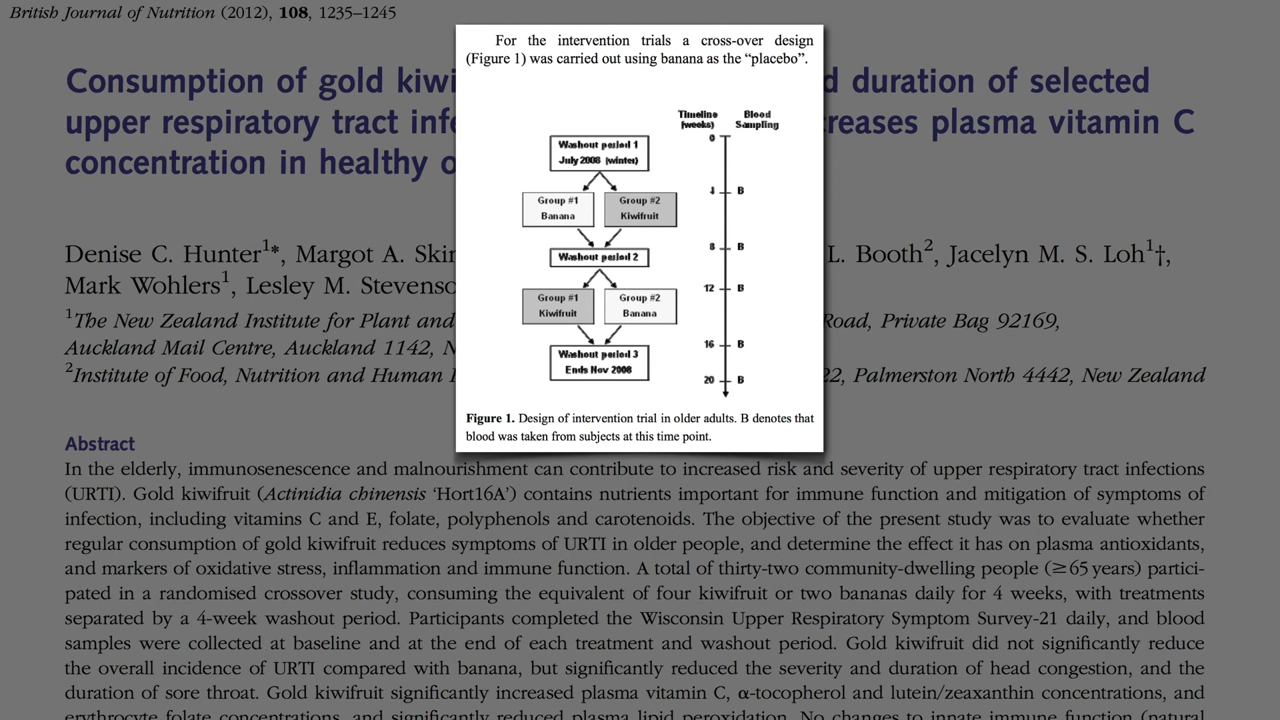 British Journal of Nutrition (2012), 108, 1235–1245
For the intervention trials a cross-over design
(Figure 1) was carried out using banana as the “placebo”.
Consumption of gold kiwi
d duration of selected
upper respiratory tract infe
reases plasma vitamin C
concentration in healthy o
Timeline
(weeks)
Blood
Sampling
0
Washout period 1
July 2008 (winter)
4 B
Group #1
Banana
Group #2
Kiwifruit
8 B
Washout period 2
12 B
Group #1
Kiwifruit
Group #2
Banana
16 B
Washout period 3
Ends Nov 2008
20 B
Figure 1. Design of intervention trial in older adults. B denotes that
blood was taken from subjects at this time point.
Denise C. Hunter1*, Margot A. Skin
L. Booth2, Jacelyn M. S. Loh1†,
Mark Wohlers1, Lesley M. Stevenso
1The New Zealand Institute for Plant and
Road, Private Bag 92169,
Auckland Mail Centre, Auckland 1142, N
2Institute of Food, Nutrition and Human I
22, Palmerston North 4442, New Zealand
Abstract
In the elderly, immunosenescence and malnourishment can contribute to increased risk and severity of upper respiratory tract infections
(URTI). Gold kiwifruit (Actinidia chinensis ‘Hort16A’) contains nutrients important for immune function and mitigation of symptoms of
infection, including vitamins C and E, folate, polyphenols and carotenoids. The objective of the present study was to evaluate whether
regular consumption of gold kiwifruit reduces symptoms of URTI in older people, and determine the effect it has on plasma antioxidants,
and markers of oxidative stress, inflammation and immune function. A total of thirty-two community-dwelling people (≥65 years) partici-
pated in a randomised crossover study, consuming the equivalent of four kiwifruit or two bananas daily for 4 weeks, with treatments
separated by a 4-week washout period. Participants completed the Wisconsin Upper Respiratory Symptom Survey-21 daily, and blood
samples were collected at baseline and at the end of each treatment and washout period. Gold kiwifruit did not significantly reduce
the overall incidence of URTI compared with banana, but significantly reduced the severity and duration of head congestion, and the
duration of sore throat. Gold kiwifruit significantly increased plasma vitamin C, α-tocopherol and lutein/zeaxanthin concentrations, and
erythrocyte folate concentrations, and significantly reduced plasma lipid peroxidation. No changes to innate immune function (natural